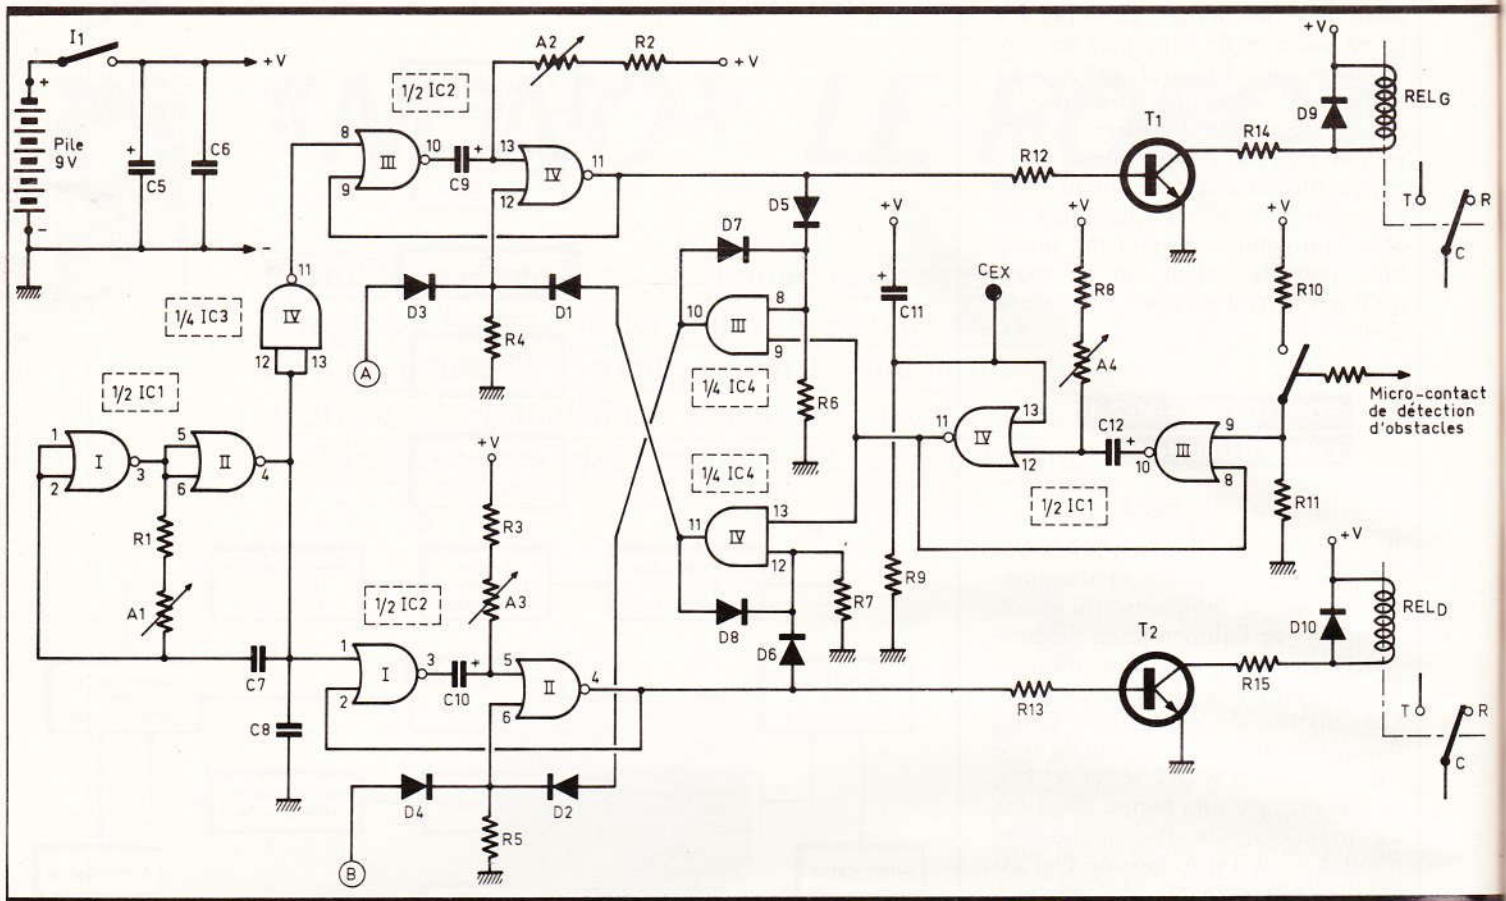 I1
+V
+
Pile
9V
-
+
C5
C6
-
1/2 IC2
A2
R2
+V
8
III
10
+
C9
9
13
IV
11
12
D3
D1
R4
A
11
IV
1/4 IC3
12
13
1/2 IC1
1
I
3
2
5
II
4
6
R1
A1
C7
C8
+V
R3
A3
1/2 IC2
1
I
3
2
+
C10
5
II
4
6
D4
D2
R5
B
D5
D7
10
III
8
9
1/4 IC4
R6
1/4 IC4
11
IV
13
12
D8
D6
R7
+V
+
C11
CEX
R9
+V
R8
A4
11
IV
13
12
C12
+
1/2 IC1
10
III
9
8
+V
R10
Micro-contact
de détection
d'obstacles
R11
R12
T1
R14
+V
D9
RELG
T
R
C
R13
T2
R15
+V
D10
RELD
T
R
C